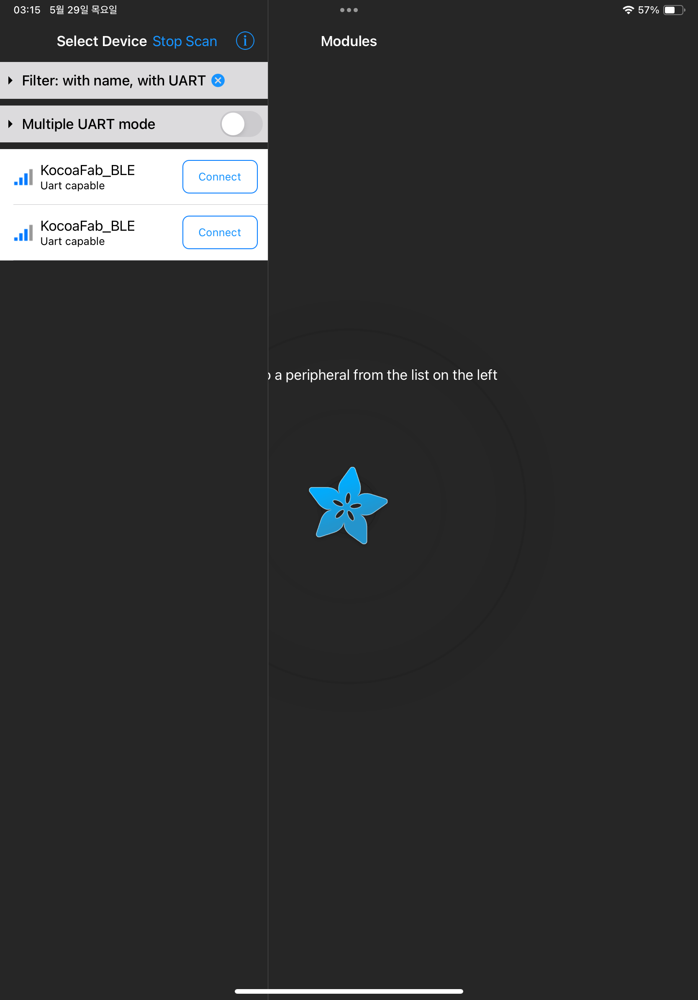 03:15 5월 29일 목요일
57%
Select Device Stop Scan
Modules
Filter: with name, with UART
Multiple UART mode
KocoaFab_BLE
Uart capable
Connect
KocoaFab_BLE
Uart capable
Connect
a peripheral from the list on the left